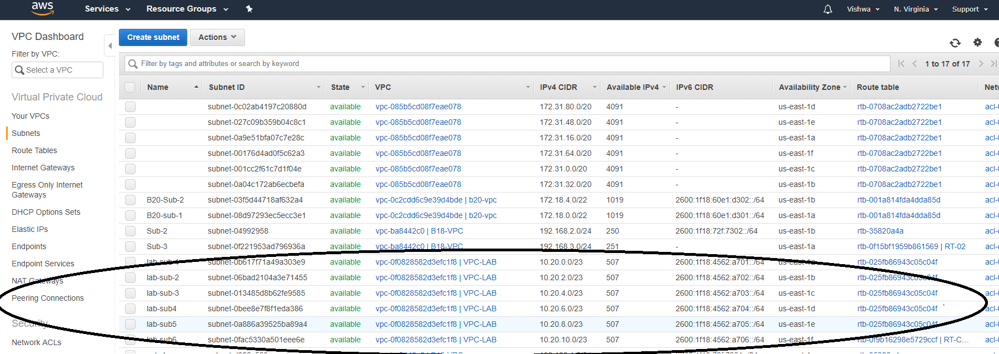 aws Services Resource Groups Vishwa N. Virginia Support
VPC Dashboard
Filter by VPC:
Select a VPC
Virtual Private Cloud
Your VPCs
Subnets
Route Tables
Internet Gateways
Egress Only Internet
Gateways
DHCP Options Sets
Elastic IPs
Endpoints
Endpoint Services
NAT Gateways
Peering Connections
Security
Network ACLs
Create subnet Actions
Filter by tags and attributes or search by keyword 1 to 17 of 17
Name Subnet ID State VPC IPv4 CIDR Available IPv4 IPv6 CIDR Availability Zone Route table Netw
subnet-0c02ab4197c20880d available vpc-085b5cd08f7eae078 172.31.80.0/20 4091 - us-east-1d rtb-0708ac2adb2722be1
subnet-027c09b359b04c8c1 available vpc-085b5cd08f7eae078 172.31.48.0/20 4091 - us-east-1e rtb-0708ac2adb2722be1
subnet-0a9e51bfa07c7e28c available vpc-085b5cd08f7eae078 172.31.16.0/20 4091 - us-east-1a rtb-0708ac2adb2722be1
subnet-00176d4ad0f5c62a3 available vpc-085b5cd08f7eae078 172.31.64.0/20 4091 - us-east-1f rtb-0708ac2adb2722be1
subnet-001cc2f61c7d1f04e available vpc-085b5cd08f7eae078 172.31.0.0/20 4091 - us-east-1c rtb-0708ac2adb2722be1
subnet-0a04c172ab6ecbefa available vpc-085b5cd08f7eae078 172.31.32.0/20 4091 - us-east-1b rtb-0708ac2adb2722be1
B20-Sub-2 subnet-03f5d44718af632a4 available vpc-0c2cdd6c9e39d4bde | b20-vpc 172.18.4.0/22 1019 2600:1f18:60e1:d302::/64 us-east-1b rtb-001a814fda4dda85d
B20-sub-1 subnet-08d97293ec5ecc3e1 available vpc-0c2cdd6c9e39d4bde | b20-vpc 172.18.0.0/22 1019 2600:1f18:60e1:d301::/64 us-east-1a rtb-001a814fda4dda85d
Sub-2 subnet-04992958 available vpc-ba8442c0 | B18-VPC 192.168.2.0/24 250 2600:1f18:72f:7302::/64 us-east-1b rtb-35820a4a
Sub-3 subnet-0f221953ad796936a available vpc-ba8442c0 | B18-VPC 192.168.3.0/24 251 - us-east-1a rtb-0f15bf1959b861569 | RT-02
lab-sub-1 subnet-0b617f71a49a303e9 available vpc-0f0828582d3efc1f8 | VPC-LAB 10.20.0.0/23 507 2600:1f18:4562:a701::/64 us-east-1a rtb-025fb86943c05c04f
lab-sub-2 subnet-06bad2104a3e71455 available vpc-0f0828582d3efc1f8 | VPC-LAB 10.20.2.0/23 507 2600:1f18:4562:a702::/64 us-east-1b rtb-025fb86943c05c04f
lab-sub-3 subnet-013485d8b62fe9585 available vpc-0f0828582d3efc1f8 | VPC-LAB 10.20.4.0/23 507 2600:1f18:4562:a703::/64 us-east-1c rtb-025fb86943c05c04f
lab-sub4 subnet-0bee8e7f8f1eda386 available vpc-0f0828582d3efc1f8 | VPC-LAB 10.20.6.0/23 507 2600:1f18:4562:a704::/64 us-east-1d rtb-025fb86943c05c04f
lab-sub5 subnet-0a886a39525ba89a4 available vpc-0f0828582d3efc1f8 | VPC-LAB 10.20.8.0/23 507 2600:1f18:4562:a705::/64 us-east-1e rtb-025fb86943c05c04f
lab-sub6 subnet-0fac5330a501eee6e available vpc-0f0828582d3efc1f8 | VPC-LAB 10.20.10.0/23 507 2600:1f18:4562:a706::/64 us-east-1f rtb-0f9b16298e5729ccf | RT-C...